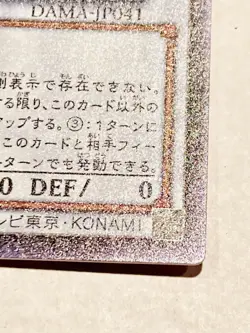 DAMA-JP041
側表示で存在できない。
する限り、このカード以外の
アップする。③:1ターンに
このカードと相手フィー
ターンでも発動できる。
0 DEF/ 0
レビ東京・KONAMI